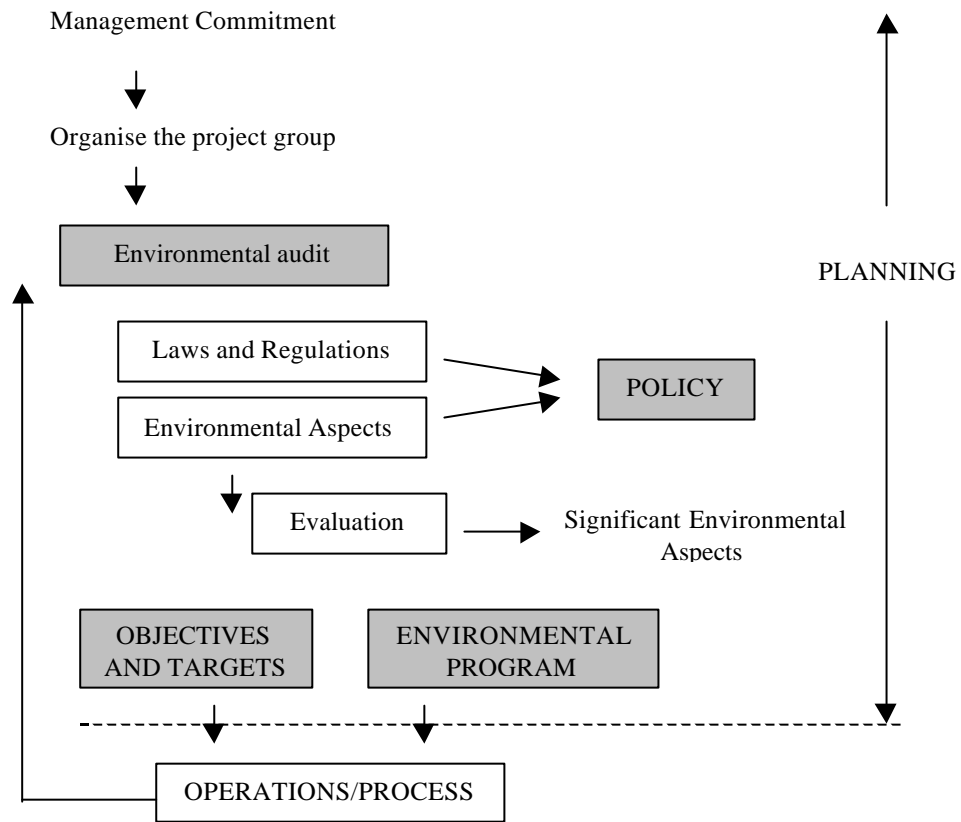 Management Commitment
Organise the project group
Environmental audit
PLANNING
Laws and Regulations
POLICY
Environmental Aspects
Evaluation
Significant Environmental
Aspects
OBJECTIVES
AND TARGETS
ENVIRONMENTAL
PROGRAM
OPERATIONS/PROCESS